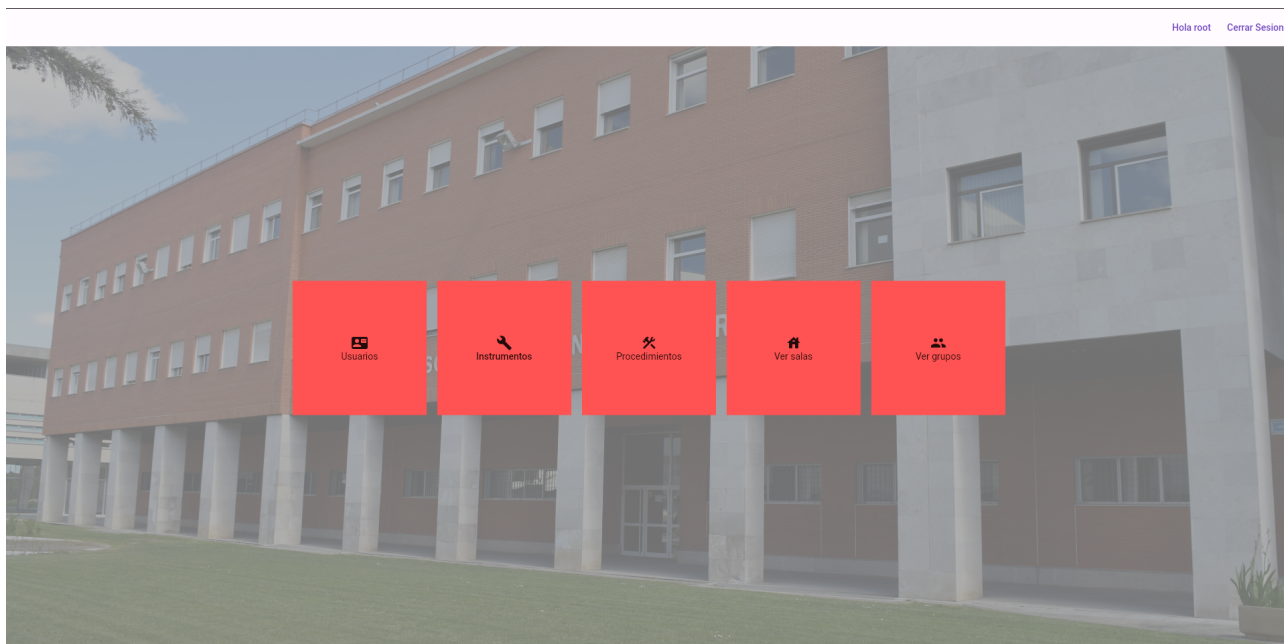 Hola root Cerrar Sesion
Usuarios Instrumentos Procedimientos Ver salas Ver grupos